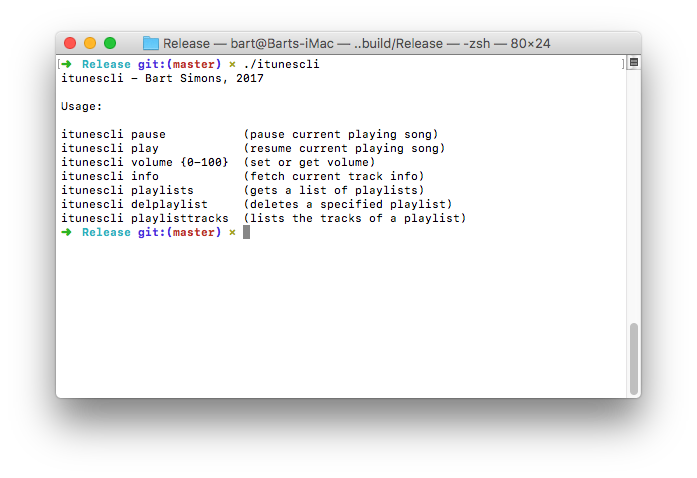 Release — bart@Barts-iMac — ..build/Release — -zsh — 80×24
[➜  Release git:(master) × ./itunescli ]
itunescli – Bart Simons, 2017
Usage:
itunescli pause           (pause current playing song)
itunescli play            (resume current playing song)
itunescli volume {0–100}  (set or get volume)
itunescli info            (fetch current track info)
itunescli playlists       (gets a list of playlists)
itunescli delplaylist     (deletes a specified playlist)
itunescli playlisttracks  (lists the tracks of a playlist)
➜  Release git:(master) ×